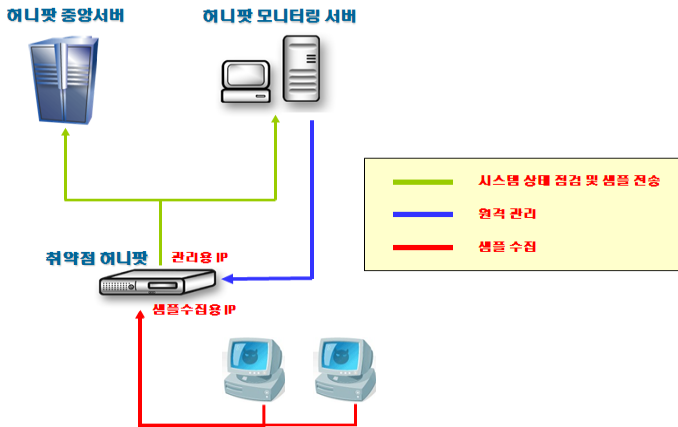 허니팟 중앙서버
허니팟 모니터링 서버
시스템 상태 점검 및 샘플 전송
원격 관리
샘플 수집
취약점 허니팟
관리용 IP
샘플수집용 IP